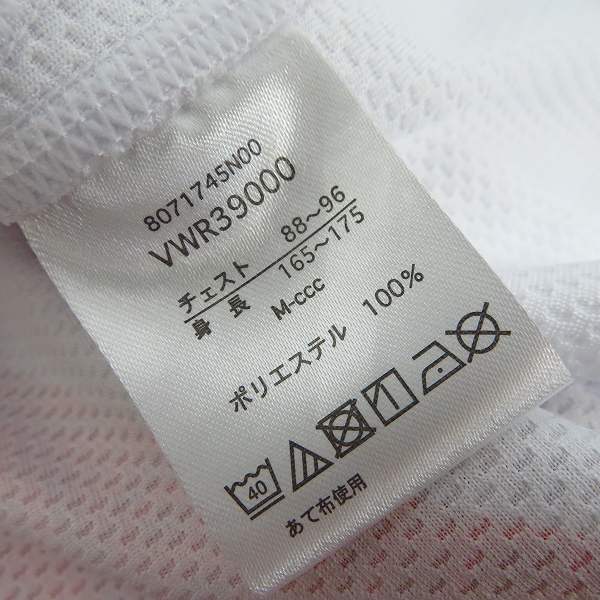 8071745N00
VWR39000
チェスト 88～96
身長 165～175
M-ccc
ポリエステル 100%
40
あて布使用